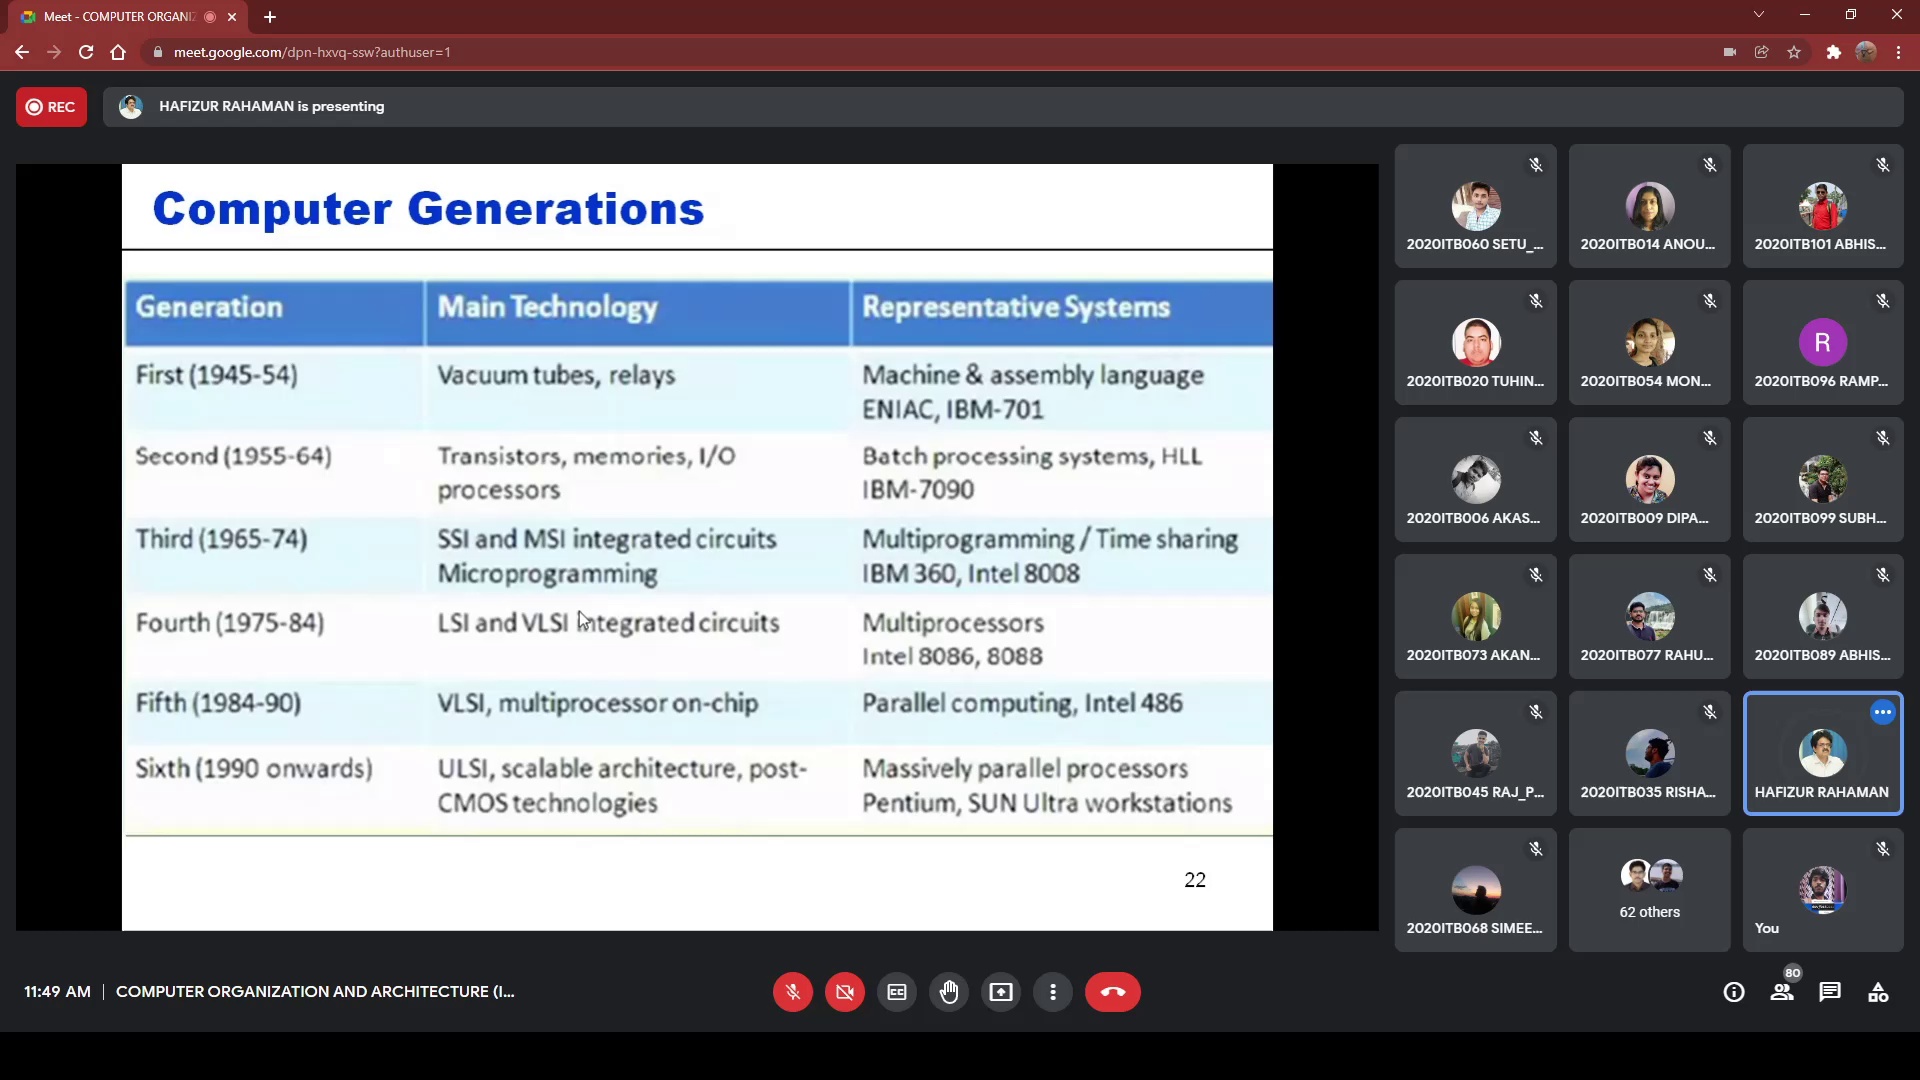 Meet - COMPUTER ORGANI
meet.google.com/dpn-hxvq-ssw?authuser=1
REC
HAFIZUR RAHAMAN is presenting
Computer Generations
Generation Main Technology Representative Systems
First (1945-54) Vacuum tubes, relays Machine & assembly language
ENIAC, IBM-701
Second (1955-64) Transistors, memories, I/O Batch processing systems, HLL
processors IBM-7090
Third (1965-74) SSI and MSI integrated circuits Multiprogramming / Time sharing
Microprogramming IBM 360, Intel 8008
Fourth (1975-84) LSI and VLSI integrated circuits Multiprocessors
Intel 8086, 8088
Fifth (1984-90) VLSI, multiprocessor on-chip Parallel computing, Intel 486
Sixth (1990 onwards) ULSI, scalable architecture, post- Massively parallel processors
CMOS technologies Pentium, SUN Ultra workstations
22
2020ITB060 SETU_... 2020ITB014 ANOU... 2020ITB101 ABHIS...
R
2020ITB020 TUHIN... 2020ITB054 MON... 2020ITB096 RAMP...
2020ITB006 AKAS... 2020ITB009 DIPA... 2020ITB099 SUBH...
2020ITB073 AKAN... 2020ITB077 RAHU... 2020ITB089 ABHIS...
2020ITB045 RAJ_P... 2020ITB035 RISHA... HAFIZUR RAHAMAN
2020ITB068 SIMEE... 62 others You
11:49 AM | COMPUTER ORGANIZATION AND ARCHITECTURE (I...
80